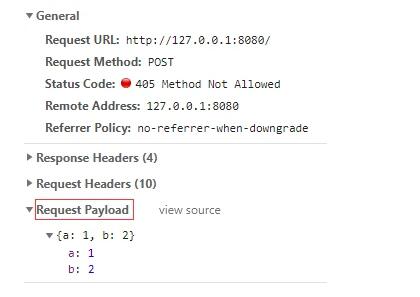 General
Request URL: http://127.0.0.1:8080/
Request Method: POST
Status Code: 405 Method Not Allowed
Remote Address: 127.0.0.1:8080
Referrer Policy: no-referrer-when-downgrade
Response Headers (4)
Request Headers (10)
Request Payload view source
{a: 1, b: 2}
a: 1
b: 2